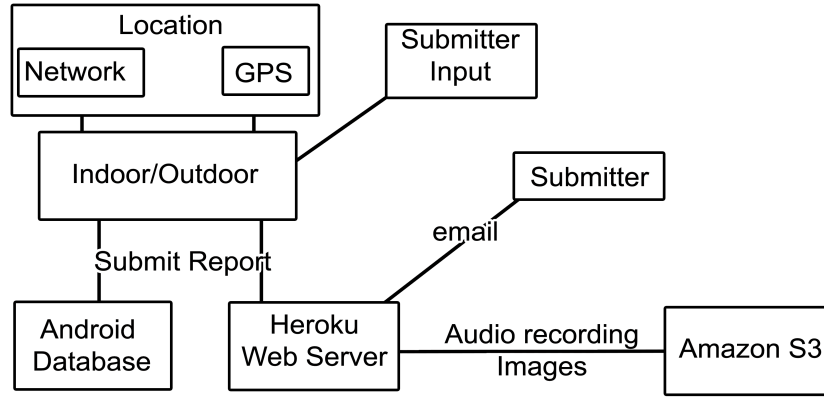 Location
Network
GPS
Submitter
Input
Indoor/Outdoor
Submitter
email
Submit Report
Android
Database
Heroku
Web Server
Audio recording
Images
Amazon S3